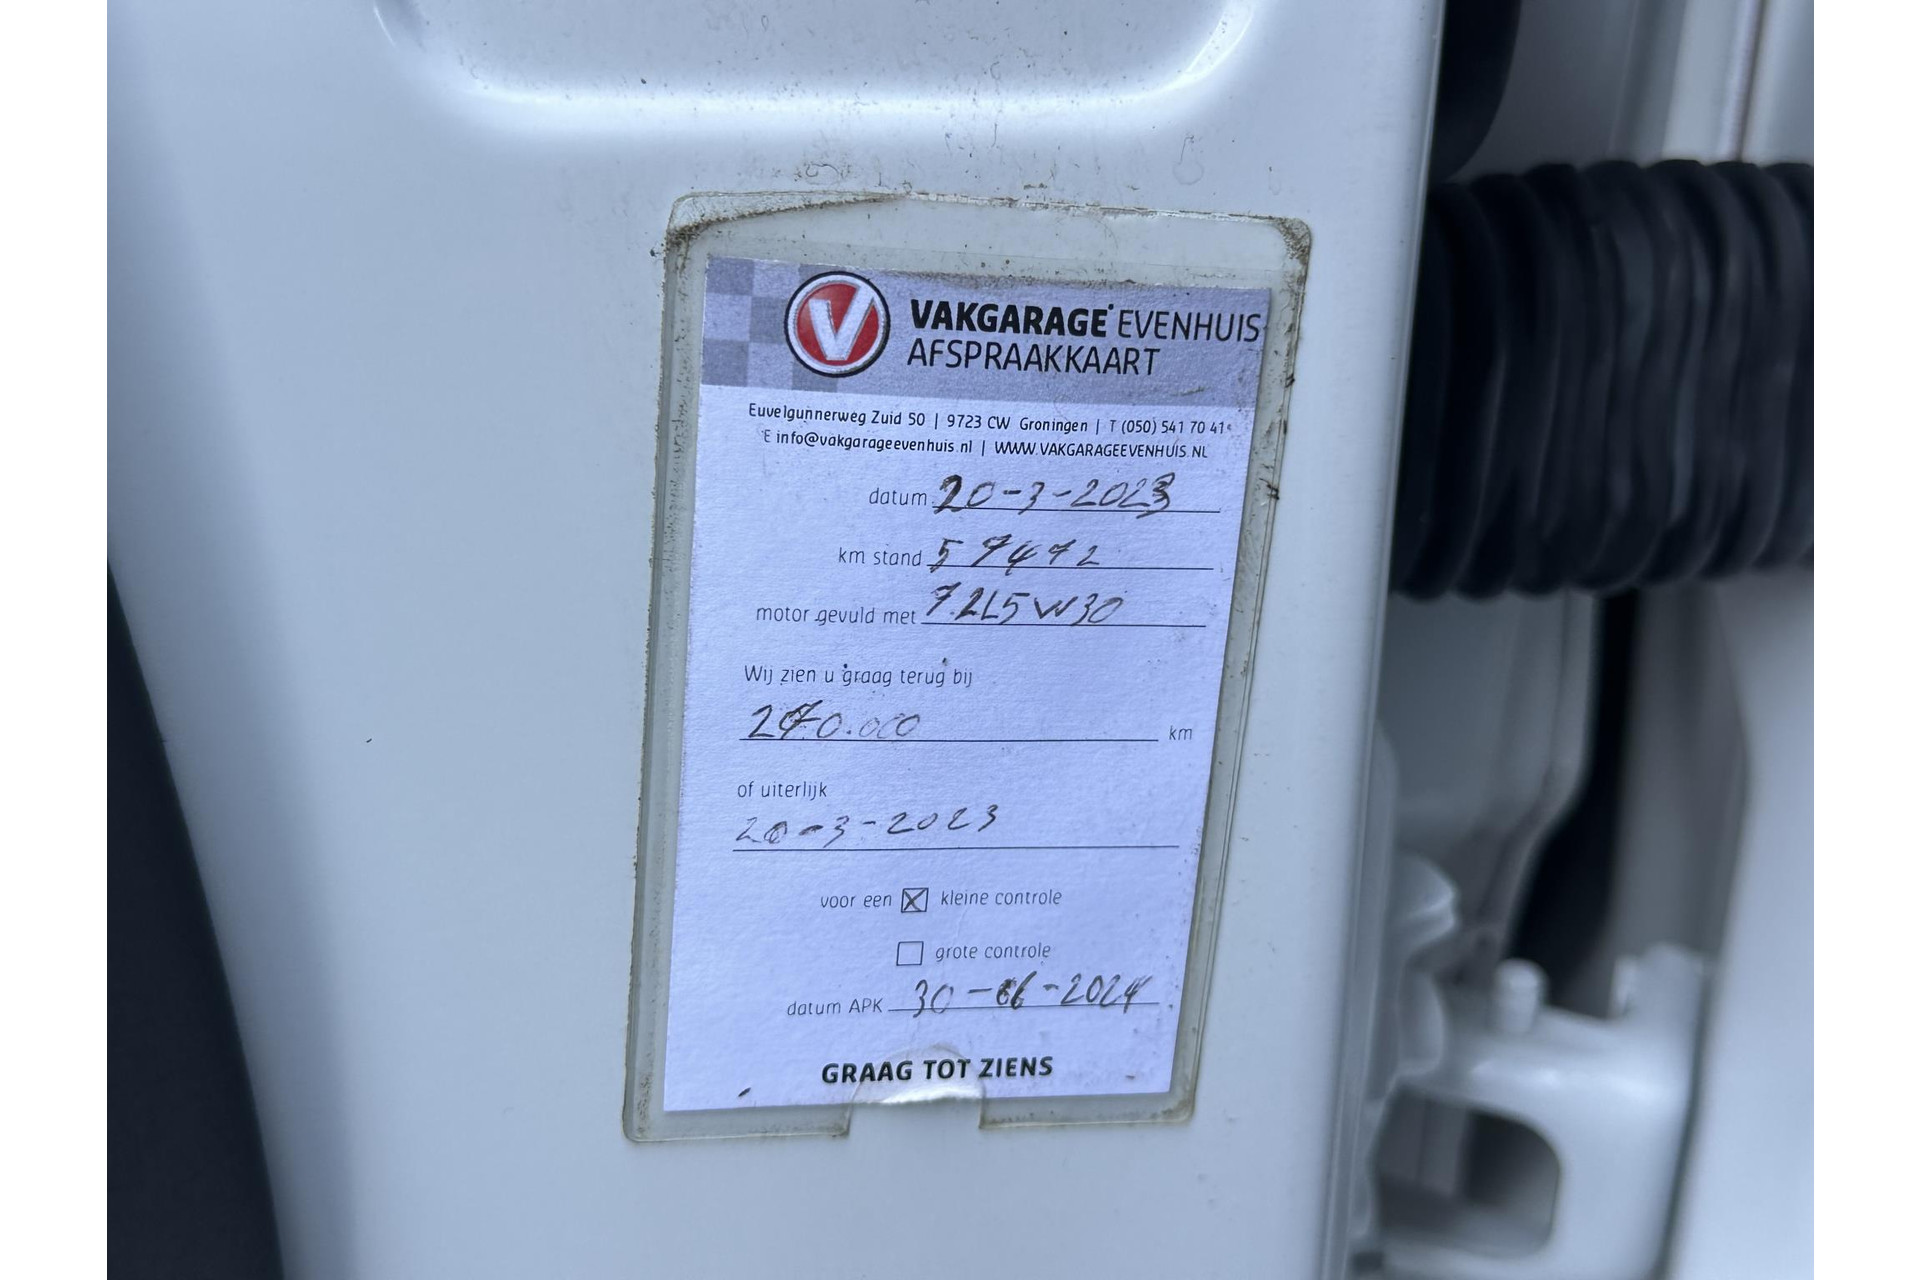 V VAKGARAGE EVENHUIS
AFSPRAAKKAART
Euvelgunnerweg Zuid 50 | 9723 CW Groningen | T (050) 541 70 41
E info@vakgarageevenhuis.nl | WWW.VAKGARAGEEVENHUIS.NL
datum 20-3-2023
km stand 57472
motor gevuld met 7.2L5W30
Wij zien u graag terug bij
270.000 km
of uiterlijk
20-3-2023
voor een kleine controle
grote controle
datum APK 30-06-2024
GRAAG TOT ZIENS